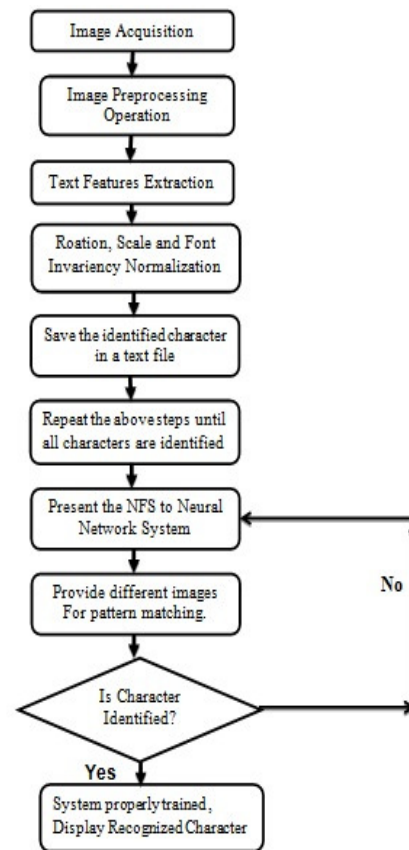 Image Acquisition
Image Preprocessing
Operation
Text Features Extraction
Roation, Scale and Font
Invariency Normalization
Save the identified character
in a text file
Repeat the above steps until
all characters are identified
Present the NFS to Neural
Network System
Provide different images
For pattern matching.
No
Is Character
Identified?
Yes
System properly trained,
Display Recognized Character